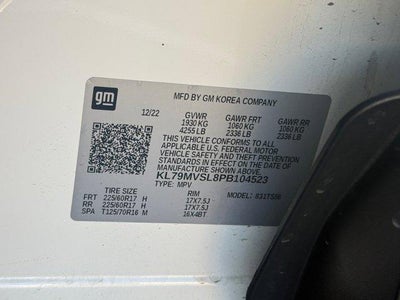 gm
MFD BY GM KOREA COMPANY
12/22 GVWR GAWR FRT GAWR RR
1930 KG 1060 KG 1060 KG
4255 LB 2336 LB 2336 LB
THIS VEHICLE CONFORMS TO ALL
APPLICABLE U.S. FEDERAL MOTOR
VEHICLE SAFETY AND THEFT PREVENTION
STANDARDS IN EFFECT ON THE DATE OF
MANUFACTURE SHOWN ABOVE.
KL79MVSL8PB104523
TYPE: MPV MODEL: 831TS56
TIRE SIZE RIM
FRT 225/60R17 H 17X7.5J
RR 225/60R17 H 17X7.5J
SPA T125/70R16 M 16X4BT